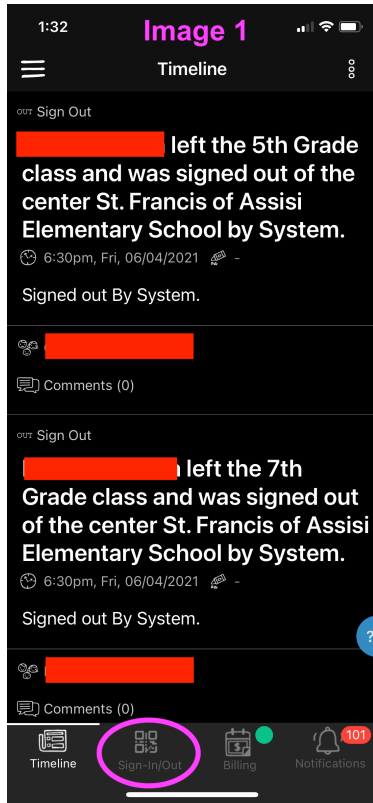 1:32
Image 1
Timeline
OUT Sign Out
left the 5th Grade
class and was signed out of the
center St. Francis of Assisi
Elementary School by System.
6:30pm, Fri, 06/04/2021 -
Signed out By System.
Comments (0)
OUT Sign Out
left the 7th
Grade class and was signed out
of the center St. Francis of Assisi
Elementary School by System.
6:30pm, Fri, 06/04/2021 -
Signed out By System.
?
Comments (0)
101
Timeline
Sign-In/Out
Billing
Notifications